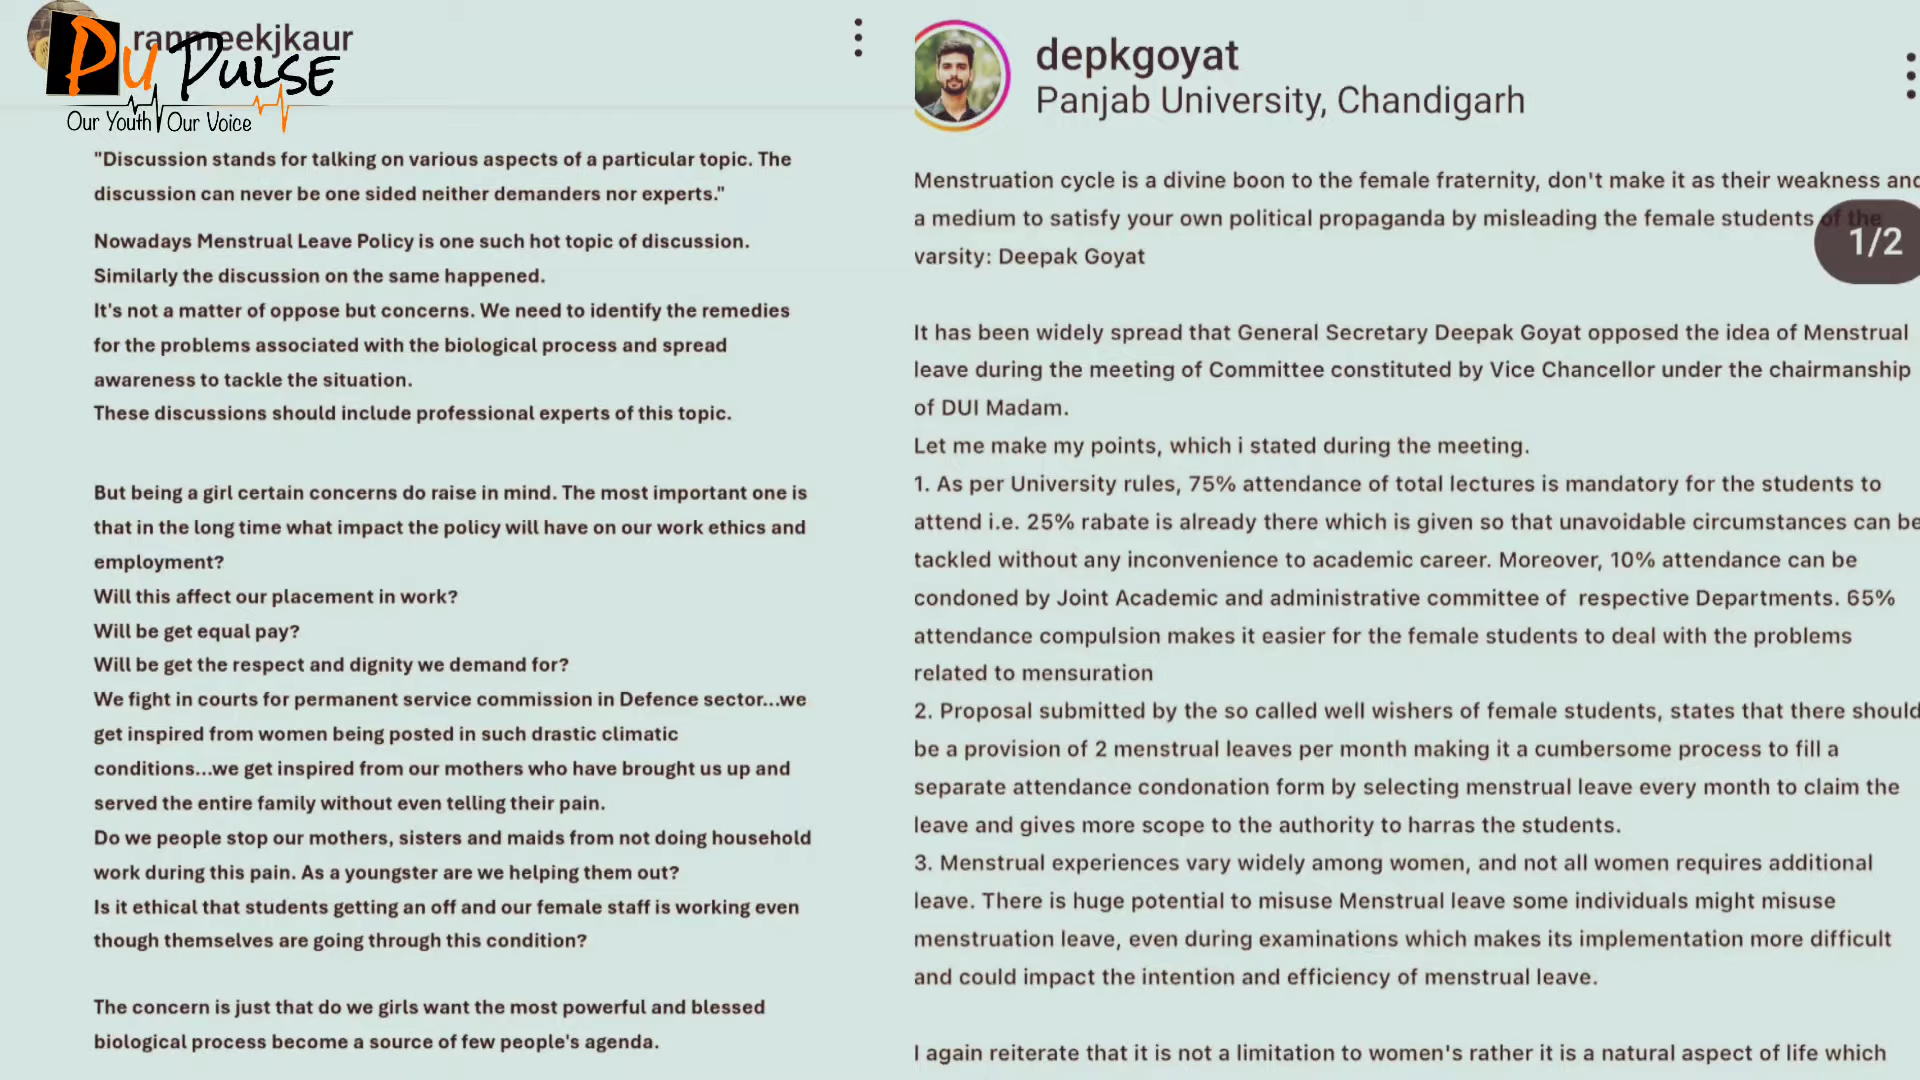 ranmeekjkaur
PU PULSE
Our Youth Our Voice
"Discussion stands for talking on various aspects of a particular topic. The
discussion can never be one sided neither demanders nor experts."
Nowadays Menstrual Leave Policy is one such hot topic of discussion.
Similarly the discussion on the same happened.
It's not a matter of oppose but concerns. We need to identify the remedies
for the problems associated with the biological process and spread
awareness to tackle the situation.
These discussions should include professional experts of this topic.
But being a girl certain concerns do raise in mind. The most important one is
that in the long time what impact the policy will have on our work ethics and
employment?
Will this affect our placement in work?
Will be get equal pay?
Will be get the respect and dignity we demand for?
We fight in courts for permanent service commission in Defence sector...we
get inspired from women being posted in such drastic climatic
conditions...we get inspired from our mothers who have brought us up and
served the entire family without even telling their pain.
Do we people stop our mothers, sisters and maids from not doing household
work during this pain. As a youngster are we helping them out?
Is it ethical that students getting an off and our female staff is working even
though themselves are going through this condition?
The concern is just that do we girls want the most powerful and blessed
biological process become a source of few people's agenda.
depkgoyat
Panjab University, Chandigarh
Menstruation cycle is a divine boon to the female fraternity, don't make it as their weakness and
a medium to satisfy your own political propaganda by misleading the female students of the
1/2
varsity: Deepak Goyat
It has been widely spread that General Secretary Deepak Goyat opposed the idea of Menstrual
leave during the meeting of Committee constituted by Vice Chancellor under the chairmanship
of DUI Madam.
Let me make my points, which i stated during the meeting.
1. As per University rules, 75% attendance of total lectures is mandatory for the students to
attend i.e. 25% rabate is already there which is given so that unavoidable circumstances can be
tackled without any inconvenience to academic career. Moreover, 10% attendance can be
condoned by Joint Academic and administrative committee of respective Departments. 65%
attendance compulsion makes it easier for the female students to deal with the problems
related to mensuration
2. Proposal submitted by the so called well wishers of female students, states that there should
be a provision of 2 menstrual leaves per month making it a cumbersome process to fill a
separate attendance condonation form by selecting menstrual leave every month to claim the
leave and gives more scope to the authority to harras the students.
3. Menstrual experiences vary widely among women, and not all women requires additional
leave. There is huge potential to misuse Menstrual leave some individuals might misuse
menstruation leave, even during examinations which makes its implementation more difficult
and could impact the intention and efficiency of menstrual leave.
I again reiterate that it is not a limitation to women's rather it is a natural aspect of life which